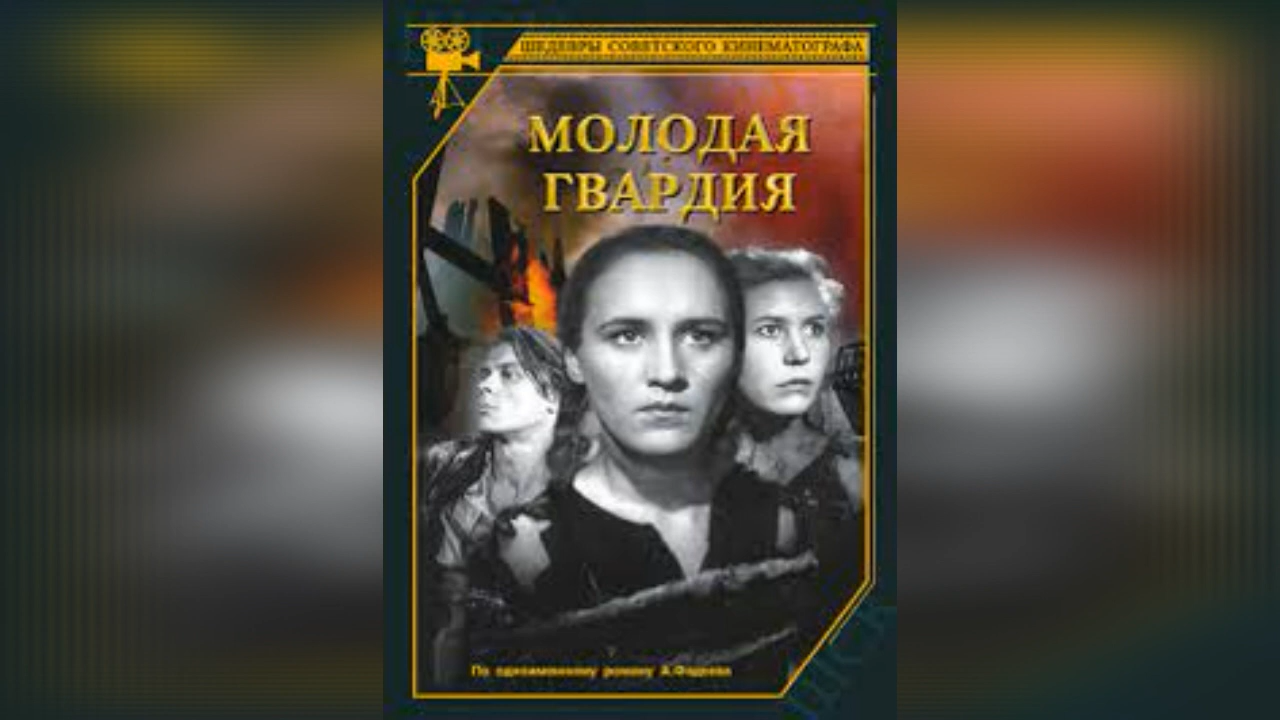 ШЕДЕВРЫ СОВЕТСКОГО КИНЕМАТОГРАФА
МОЛОДАЯ
ГВАРДИЯ
По одноименному роману А.Фадеева